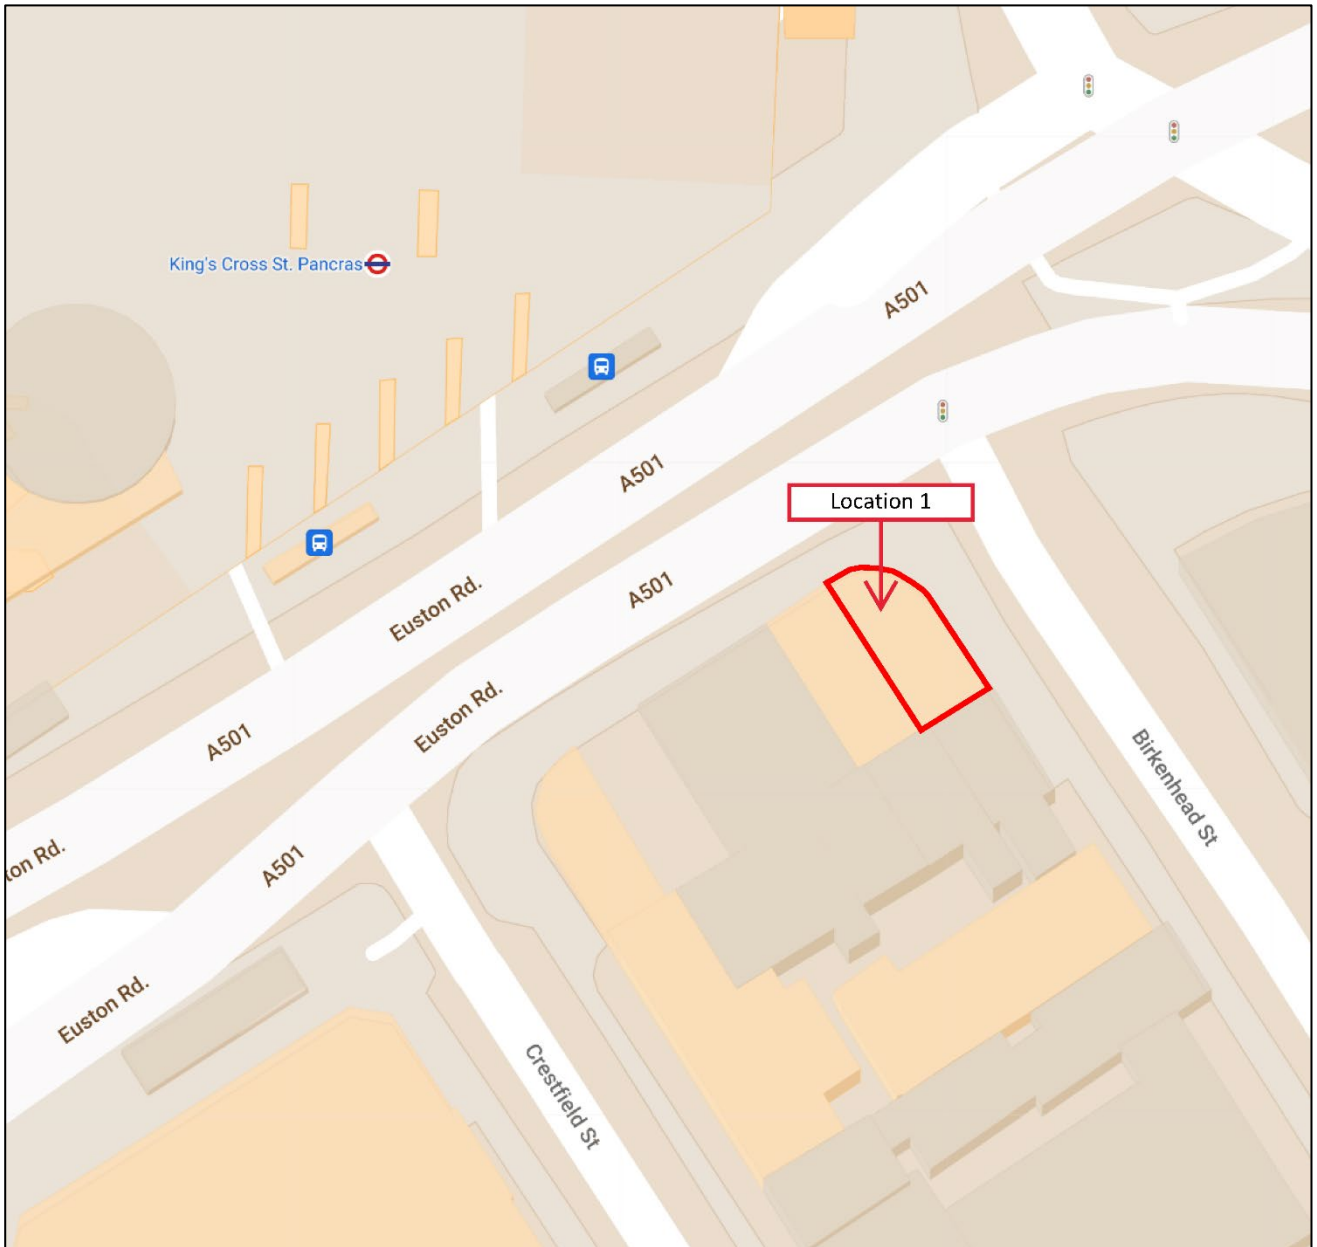 King's Cross St. Pancras
A501
A501
Location 1
Euston Rd.
A501
Euston Rd.
A501
Birkenhead St
ton Rd.
A501
Euston Rd.
Crestfield St